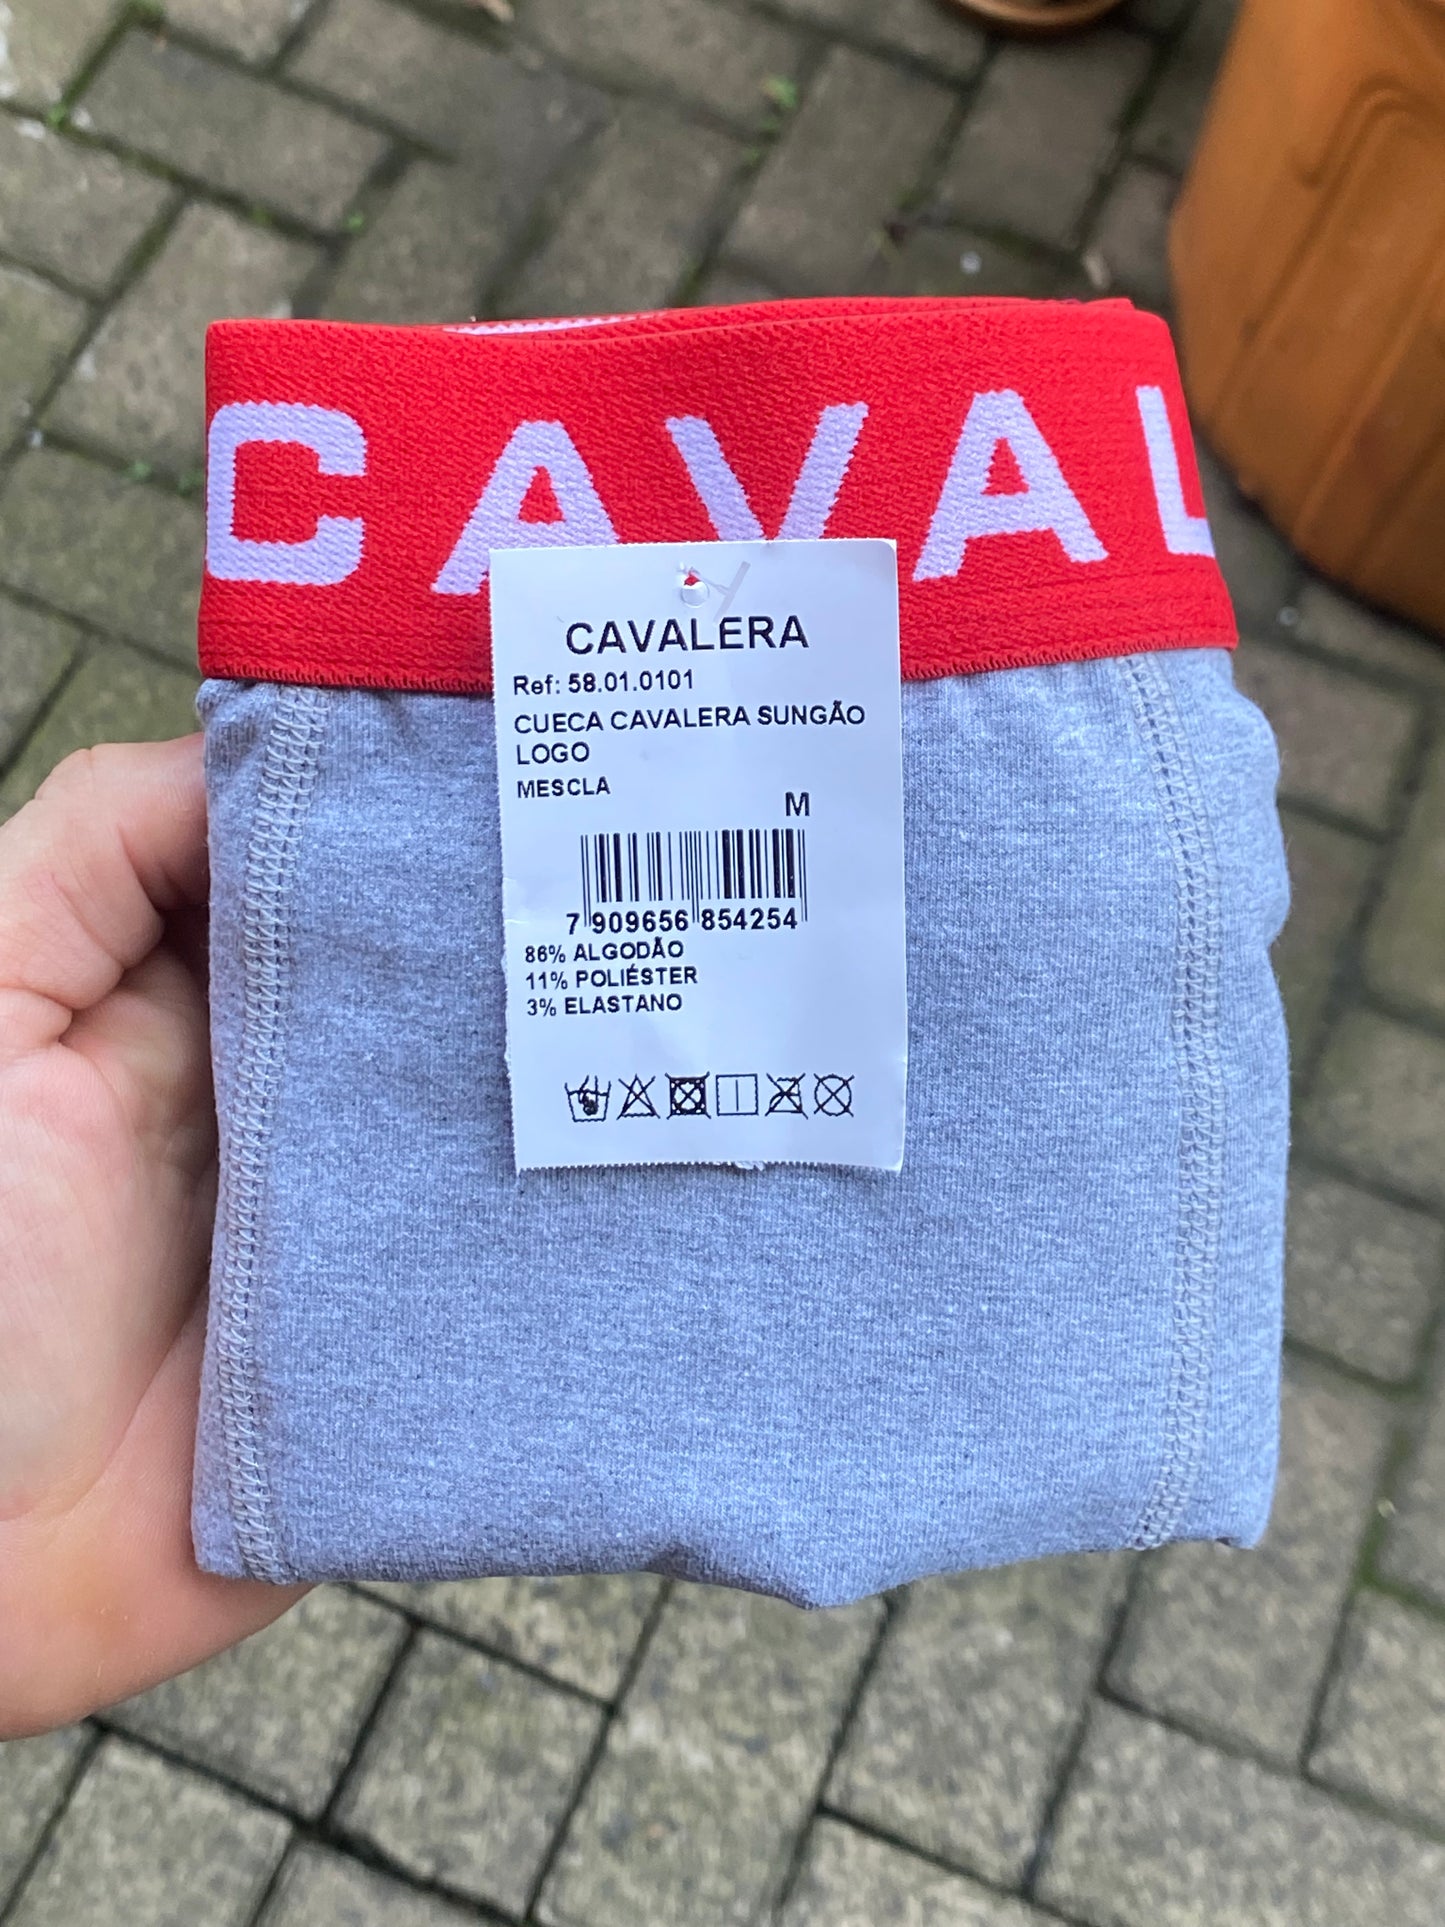 CAVAL
CAVALERA
Ref: 58.01.0101
CUECA CAVALERA SUNGÃO
LOGO
MESCLA
M
7 909656 854254
86% ALGODÃO
11% POLIÉSTER
3% ELASTANO